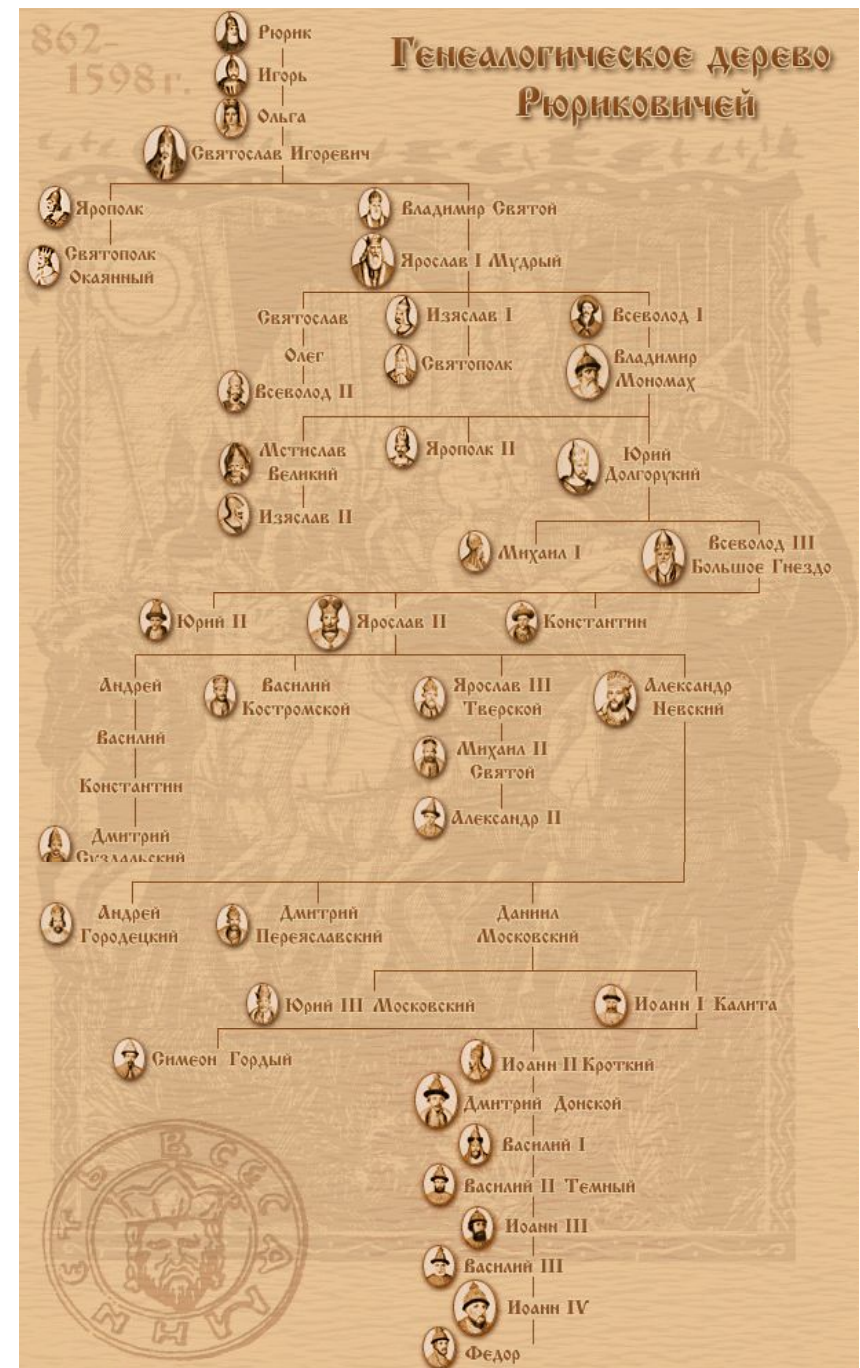 862-
1598 г.
Генеалогическое дерево
Рюриковичей
Рюрик
Игорь
Ольга
Святослав Игоревич
Ярополк
Владимир Святой
Святополк
Окаянный
Ярослав I Мудрый
Святослав
Изяслав I
Всеволод I
Олег
Святополк
Владимир
Мономах
Всеволод II
Мстислав
Великий
Ярополк II
Юрий
Долгорукий
Изяслав II
Михаил I
Всеволод III
Большое Гнездо
Юрий II
Ярослав II
Константин
Андрей
Василий
Костромской
Ярослав III
Тверской
Александр
Невский
Василий
Михаил II
Святой
Константин
Александр II
Дмитрий
Суздальский
Андрей
Городецкий
Дмитрий
Переяславский
Даниил
Московский
Юрий III Московский
Иоанн I Калита
Симеон Гордый
Иоанн II Кроткий
Дмитрий Донской
Василий I
Василий II Темный
Иоанн III
Василий III
Иоанн IV
Федор